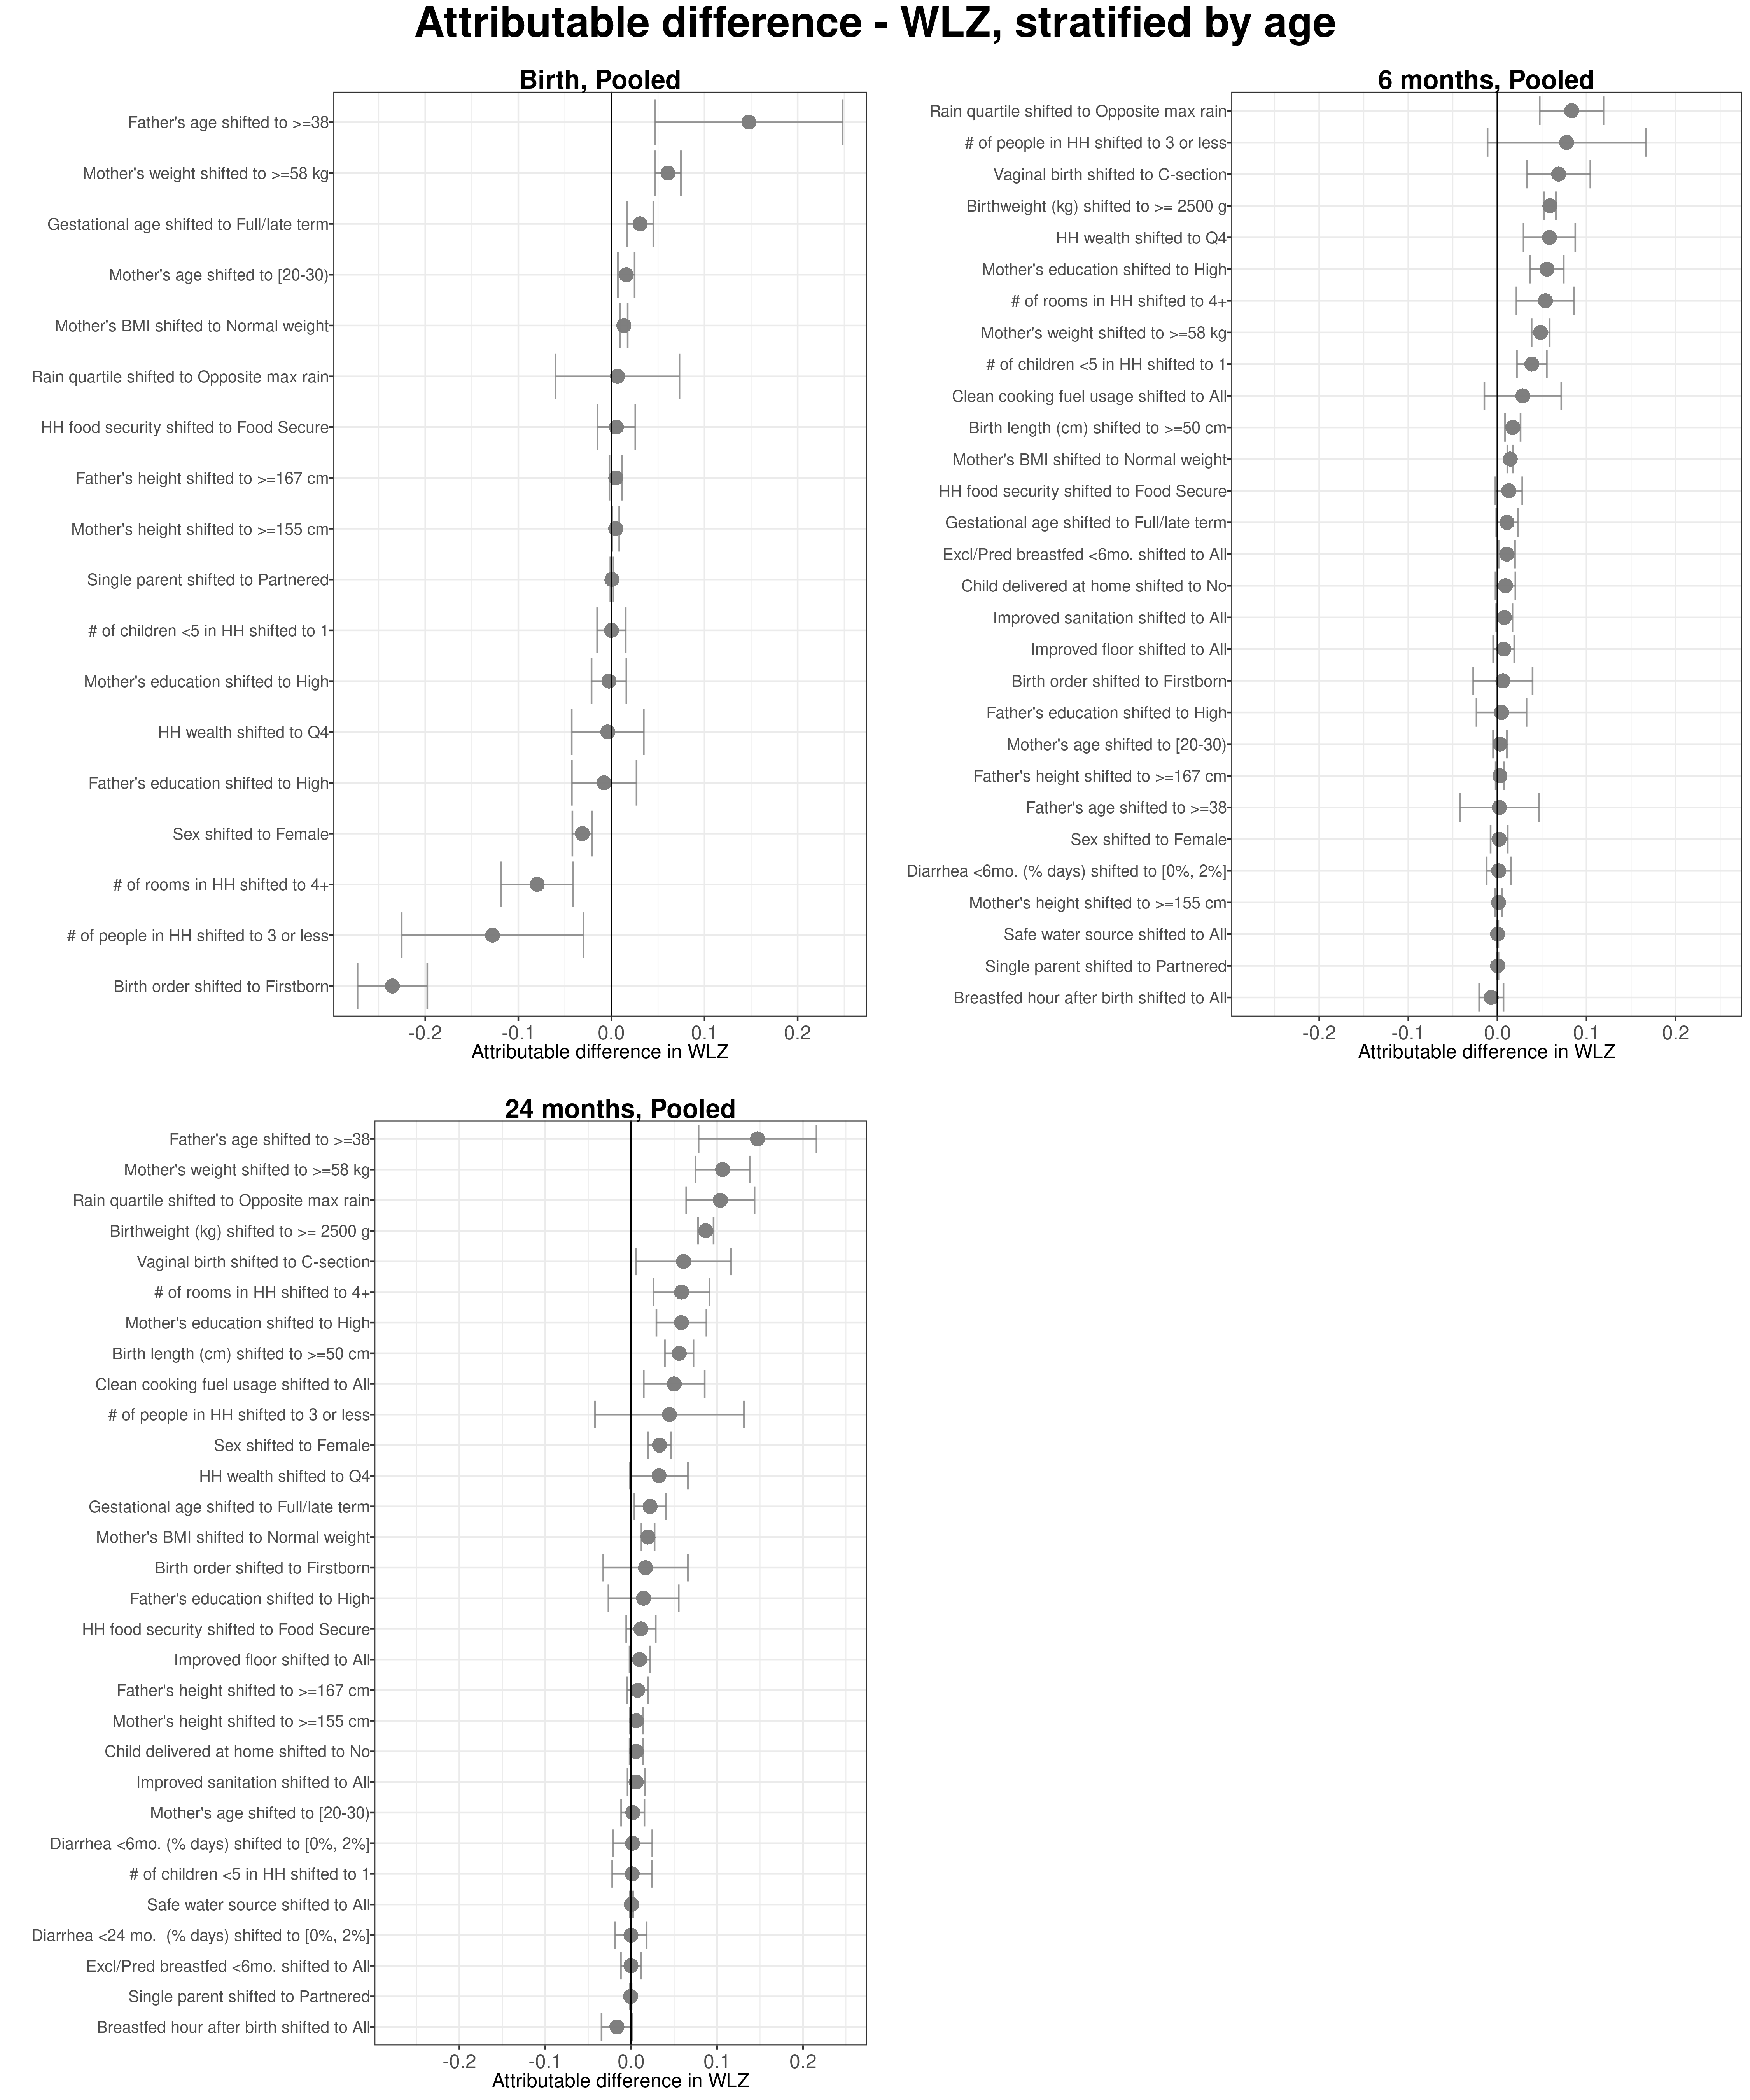 Attributable difference - WLZ, stratified by age
Birth, Pooled
Father's age shifted to >=38
Mother's weight shifted to >=58 kg
Gestational age shifted to Full/late term
Mother's age shifted to [20-30)
Mother's BMI shifted to Normal weight
Rain quartile shifted to Opposite max rain
HH food security shifted to Food Secure
Father's height shifted to >=167 cm
Mother's height shifted to >=155 cm
Single parent shifted to Partnered
# of children <5 in HH shifted to 1
Mother's education shifted to High
HH wealth shifted to Q4
Father's education shifted to High
Sex shifted to Female
# of rooms in HH shifted to 4+
# of people in HH shifted to 3 or less
Birth order shifted to Firstborn
-0.2 -0.1 0.0 0.1 0.2
Attributable difference in WLZ
6 months, Pooled
Rain quartile shifted to Opposite max rain
# of people in HH shifted to 3 or less
Vaginal birth shifted to C-section
Birthweight (kg) shifted to >= 2500 g
HH wealth shifted to Q4
Mother's education shifted to High
# of rooms in HH shifted to 4+
Mother's weight shifted to >=58 kg
# of children <5 in HH shifted to 1
Clean cooking fuel usage shifted to All
Birth length (cm) shifted to >=50 cm
Mother's BMI shifted to Normal weight
HH food security shifted to Food Secure
Gestational age shifted to Full/late term
Excl/Pred breastfed <6mo. shifted to All
Child delivered at home shifted to No
Improved sanitation shifted to All
Improved floor shifted to All
Birth order shifted to Firstborn
Father's education shifted to High
Mother's age shifted to [20-30)
Father's height shifted to >=167 cm
Father's age shifted to >=38
Sex shifted to Female
Diarrhea <6mo. (% days) shifted to [0%, 2%]
Mother's height shifted to >=155 cm
Safe water source shifted to All
Single parent shifted to Partnered
Breastfed hour after birth shifted to All
-0.2 -0.1 0.0 0.1 0.2
Attributable difference in WLZ
24 months, Pooled
Father's age shifted to >=38
Mother's weight shifted to >=58 kg
Rain quartile shifted to Opposite max rain
Birthweight (kg) shifted to >= 2500 g
Vaginal birth shifted to C-section
# of rooms in HH shifted to 4+
Mother's education shifted to High
Birth length (cm) shifted to >=50 cm
Clean cooking fuel usage shifted to All
# of people in HH shifted to 3 or less
Sex shifted to Female
HH wealth shifted to Q4
Gestational age shifted to Full/late term
Mother's BMI shifted to Normal weight
Birth order shifted to Firstborn
Father's education shifted to High
HH food security shifted to Food Secure
Improved floor shifted to All
Father's height shifted to >=167 cm
Mother's height shifted to >=155 cm
Child delivered at home shifted to No
Improved sanitation shifted to All
Mother's age shifted to [20-30)
Diarrhea <6mo. (% days) shifted to [0%, 2%]
# of children <5 in HH shifted to 1
Safe water source shifted to All
Diarrhea <24 mo.  (% days) shifted to [0%, 2%]
Excl/Pred breastfed <6mo. shifted to All
Single parent shifted to Partnered
Breastfed hour after birth shifted to All
-0.2 -0.1 0.0 0.1 0.2
Attributable difference in WLZ